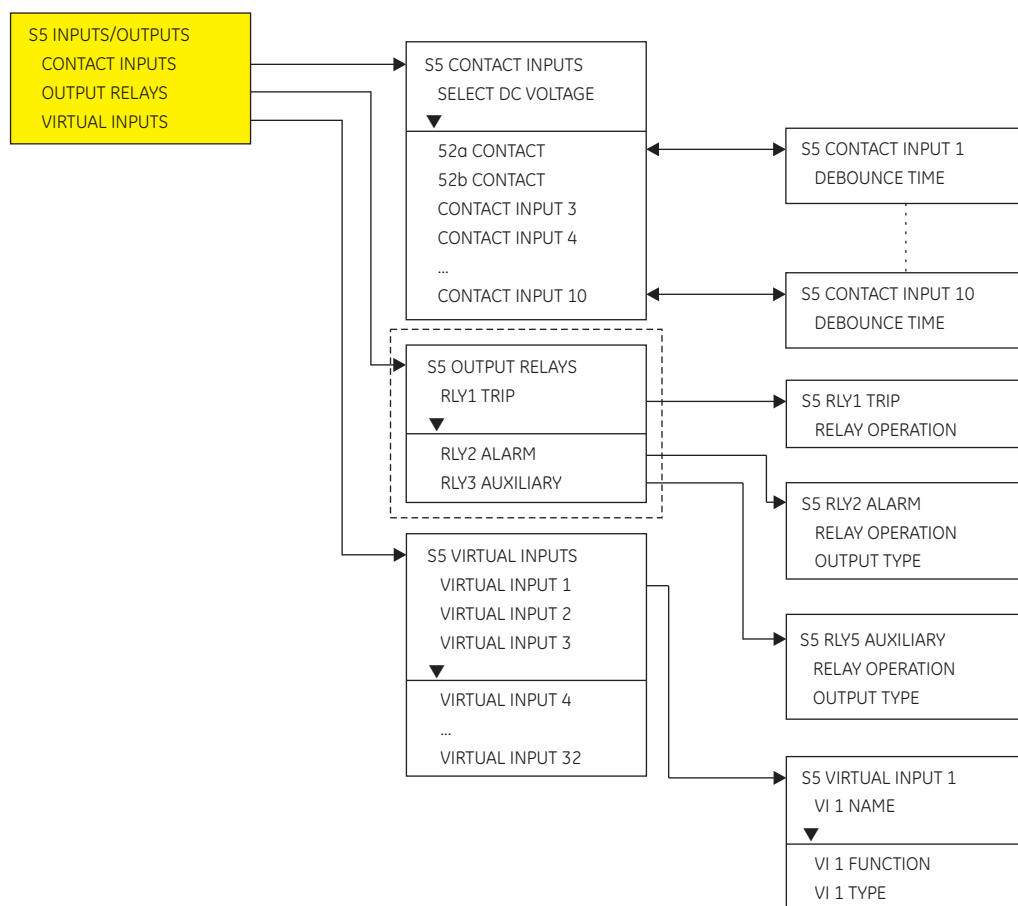 S5 INPUTS/OUTPUTS
CONTACT INPUTS
OUTPUT RELAYS
VIRTUAL INPUTS
S5 CONTACT INPUTS
SELECT DC VOLTAGE
52a CONTACT
52b CONTACT
CONTACT INPUT 3
CONTACT INPUT 4
...
CONTACT INPUT 10
S5 CONTACT INPUT 1
DEBOUNCE TIME
S5 CONTACT INPUT 10
DEBOUNCE TIME
S5 OUTPUT RELAYS
RLY1 TRIP
RLY2 ALARM
RLY3 AUXILIARY
S5 RLY1 TRIP
RELAY OPERATION
S5 RLY2 ALARM
RELAY OPERATION
OUTPUT TYPE
S5 RLY5 AUXILIARY
RELAY OPERATION
OUTPUT TYPE
S5 VIRTUAL INPUTS
VIRTUAL INPUT 1
VIRTUAL INPUT 2
VIRTUAL INPUT 3
VIRTUAL INPUT 4
...
VIRTUAL INPUT 32
S5 VIRTUAL INPUT 1
VI 1 NAME
VI 1 FUNCTION
VI 1 TYPE